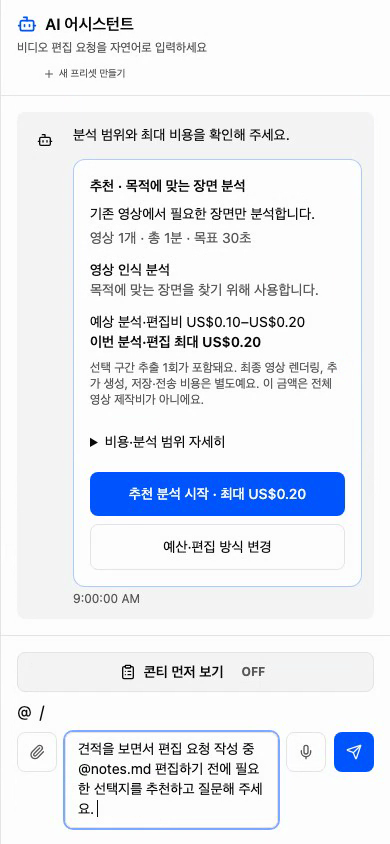 AI 어시스턴트
비디오 편집 요청을 자연어로 입력하세요
+ 새 프리셋 만들기
분석 범위와 최대 비용을 확인해 주세요.
추천 · 목적에 맞는 장면 분석
기존 영상에서 필요한 장면만 분석합니다.
영상 1개 · 총 1분 · 목표 30초
영상 인식 분석
목적에 맞는 장면을 찾기 위해 사용합니다.
예상 분석·편집비 US$0.10–US$0.20
이번 분석·편집 최대 US$0.20
선택 구간 추출 1회가 포함돼요. 최종 영상 렌더링, 추
가 생성, 저장·전송 비용은 별도예요. 이 금액은 전체
영상 제작비가 아니에요.
▶ 비용·분석 범위 자세히
추천 분석 시작 · 최대 US$0.20
예산·편집 방식 변경
9:00:00 AM
콘티 먼저 보기 OFF
@ /
견적을 보면서 편집 요청 작성 중
@notes.md 편집하기 전에 필요
한 선택지를 추천하고 질문해 주세
요.